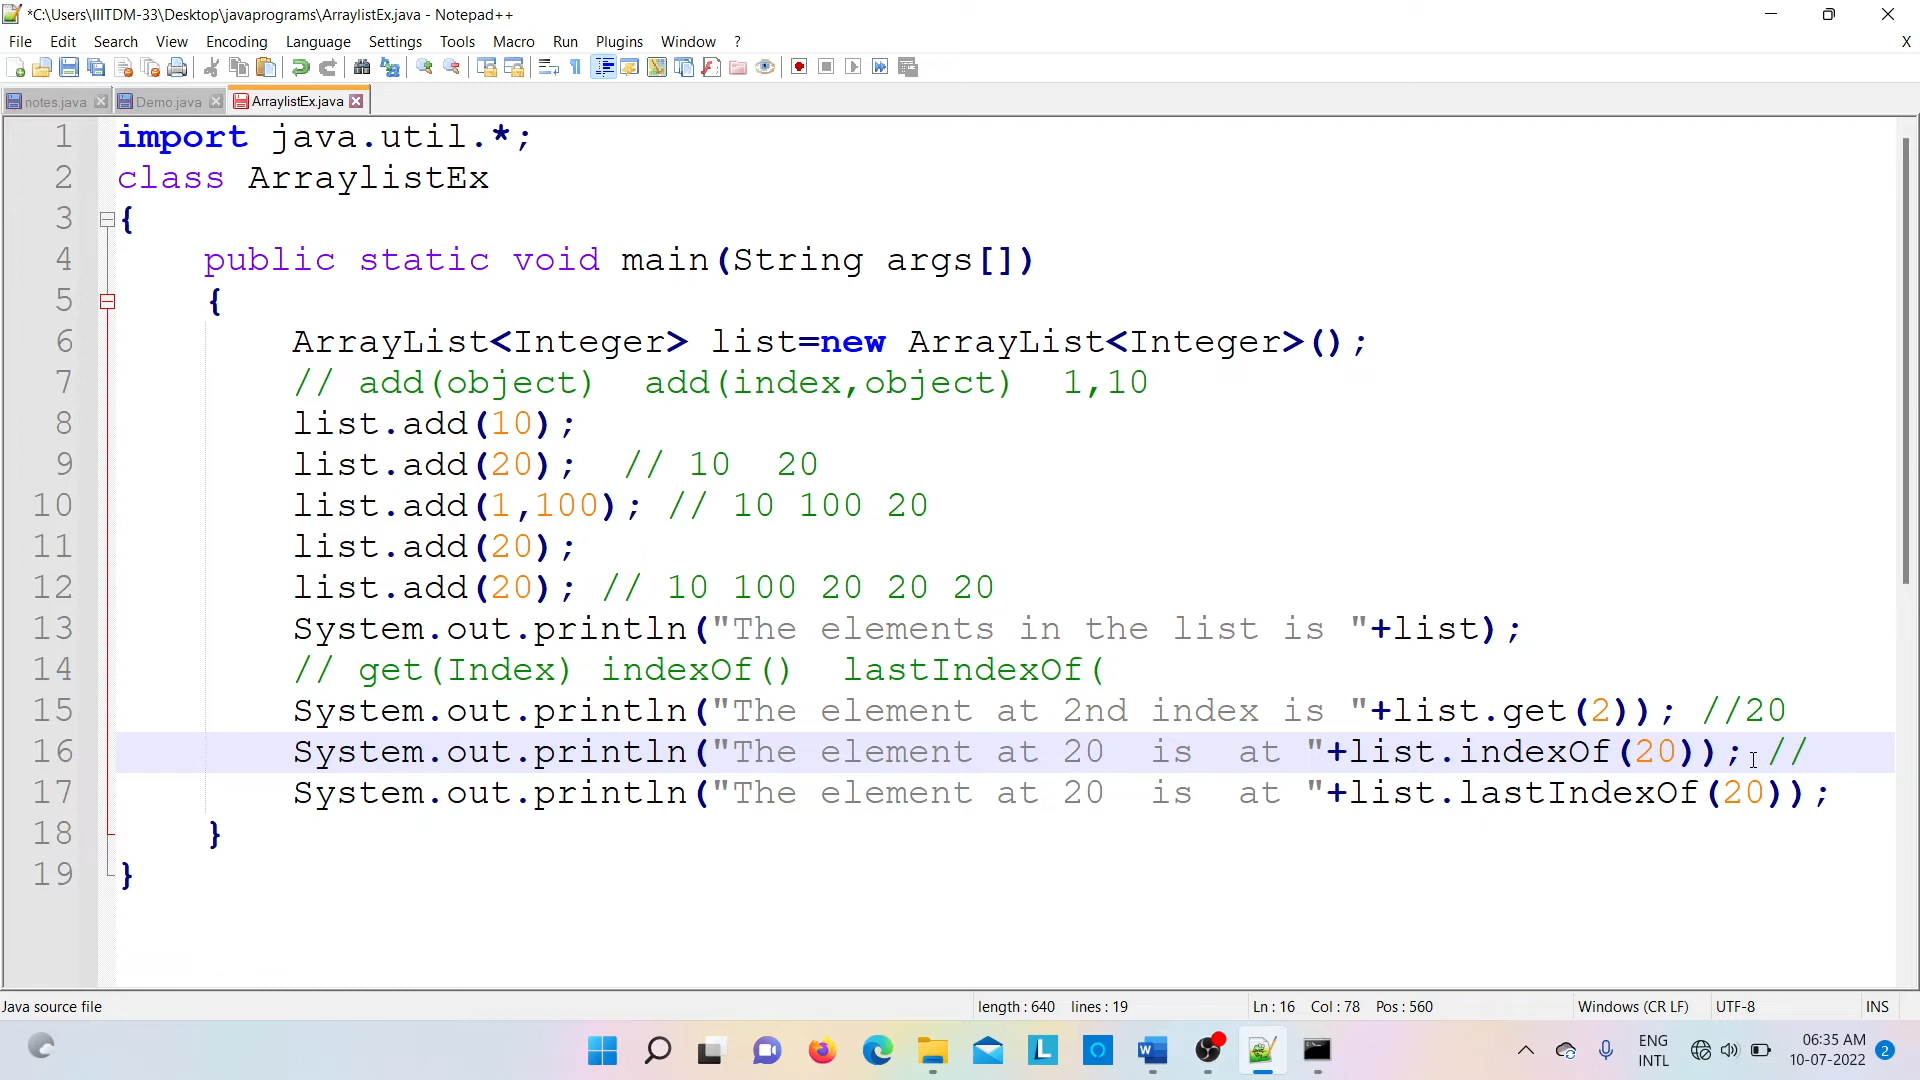 *C:\Users\IIITDM-33\Desktop\javaprograms\ArraylistEx.java - Notepad++
File Edit Search View Encoding Language Settings Tools Macro Run Plugins Window ? X
notes.java Demo.java ArraylistEx.java
1 import java.util.*;
2 class ArraylistEx
3 {
4 public static void main(String args[])
5 {
6 ArrayList<Integer> list=new ArrayList<Integer>();
7 // add(object)  add(index,object)  1,10
8 list.add(10);
9 list.add(20);  // 10  20
10 list.add(1,100); // 10 100 20
11 list.add(20);
12 list.add(20); // 10 100 20 20 20
13 System.out.println("The elements in the list is "+list);
14 // get(Index) indexOf()  lastIndexOf(
15 System.out.println("The element at 2nd index is "+list.get(2)); //20
16 System.out.println("The element at 20  is  at "+list.indexOf(20)); //
17 System.out.println("The element at 20  is  at "+list.lastIndexOf(20));
18 }
19 }
Java source file length : 640 lines : 19 Ln : 16 Col : 78 Pos : 560 Windows (CR LF) UTF-8 INS
ENG 06:35 AM
INTL 10-07-2022 2